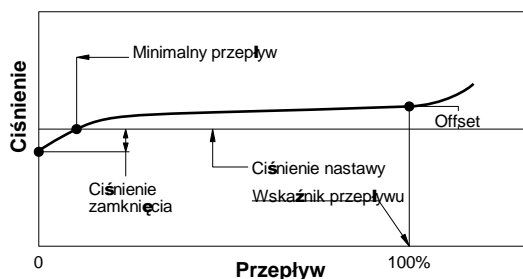 Minimalny przepływ
Ciśnienie
Offset
Ciśnienie
zamknięcia
Ciśnienie nastawy
Wskaźnik przepływu
0
100%
Przepływ